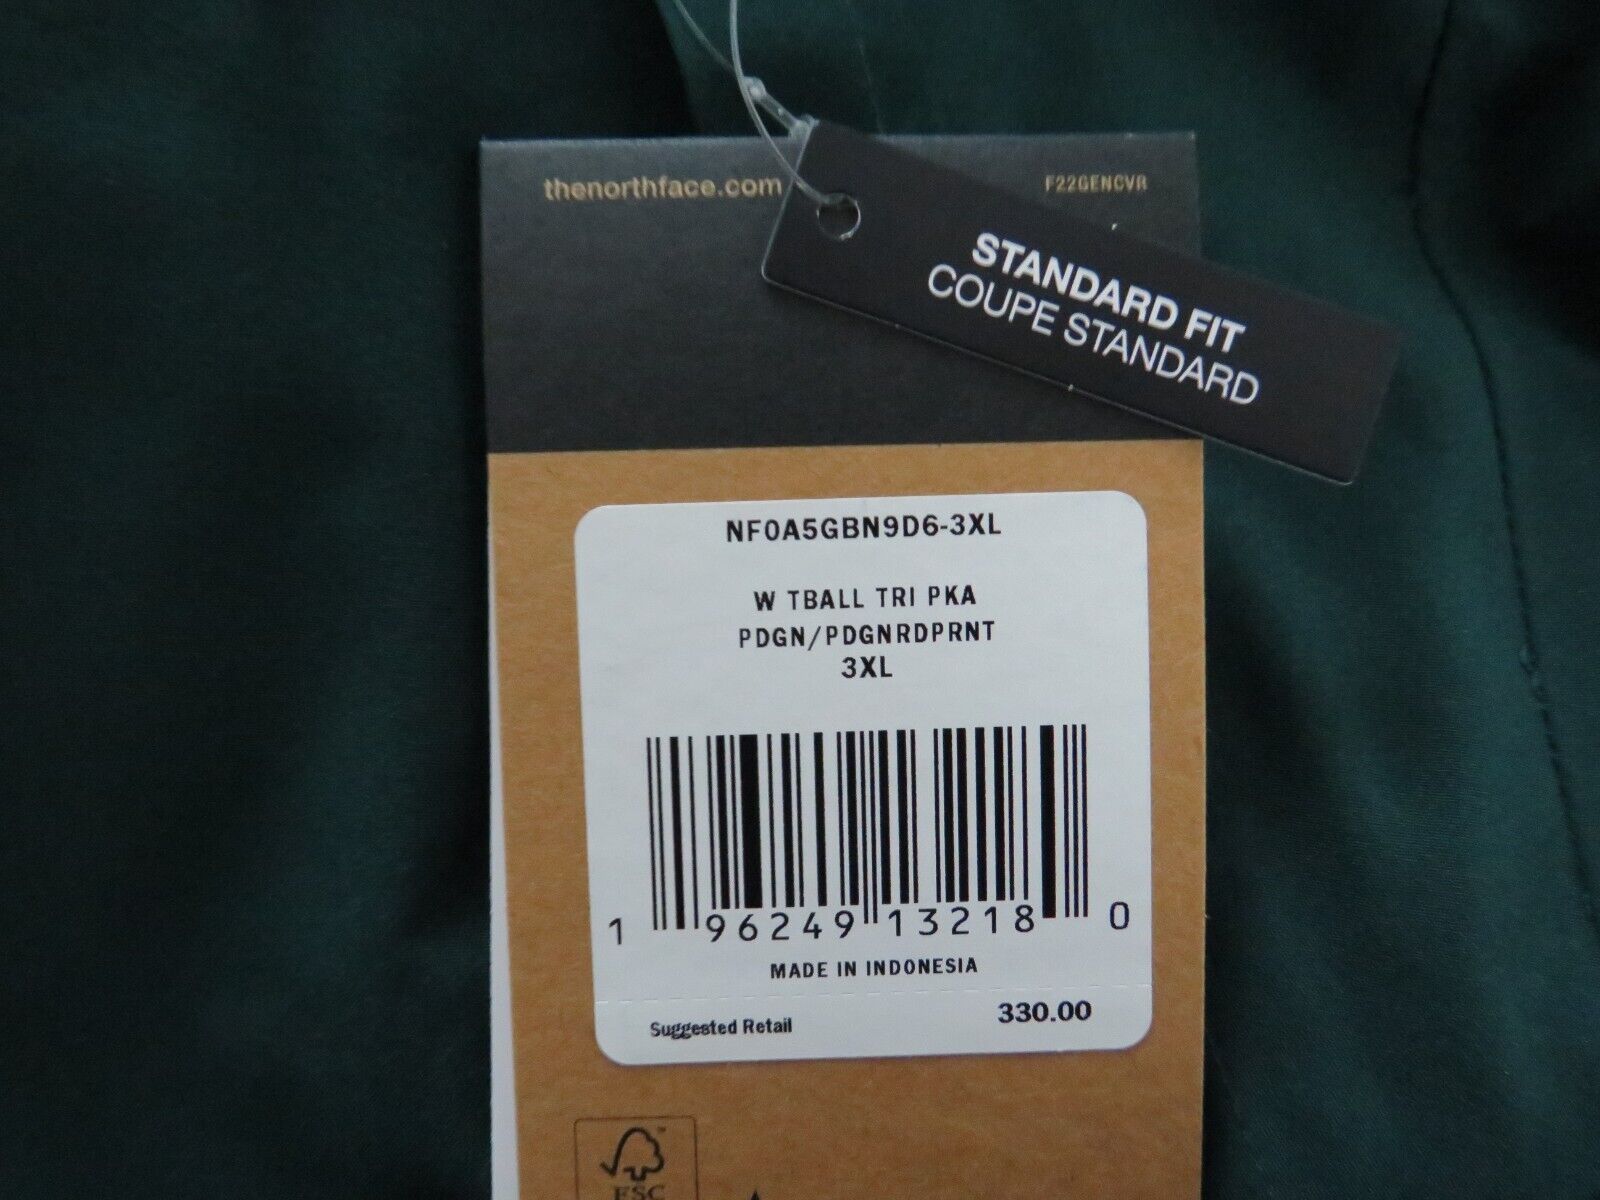 thenorthface.com
F22GENCVR
STANDARD FIT
COUPE STANDARD
NF0A5GBN9D6-3XL
W TBALL TRI PKA
PDGN/PDGNRDPRNT
3XL
1 96249 13218 0
MADE IN INDONESIA
Suggested Retail 330.00
FSC